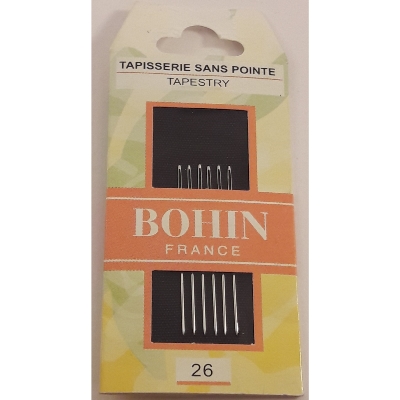 TAPISSERIE SANS POINTE
TAPESTRY
BOHIN
FRANCE
26